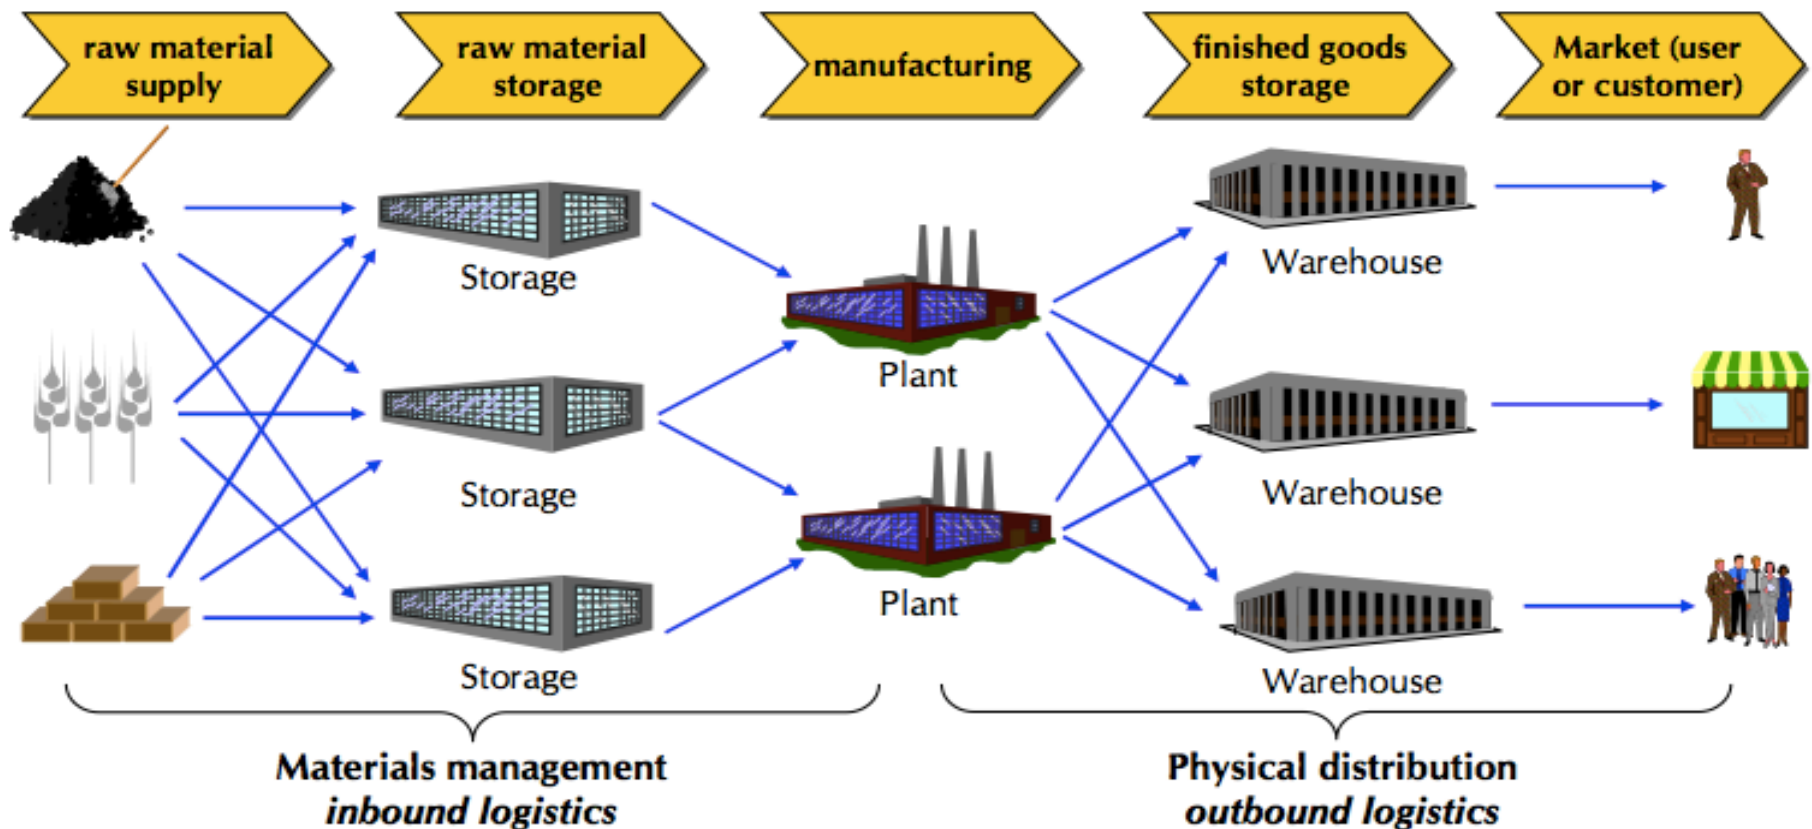 raw material
supply
raw material
storage
manufacturing
finished goods
storage
Market (user
or customer)
Storage
Warehouse
Plant
Storage
Warehouse
Plant
Storage
Warehouse
Materials management
inbound logistics
Physical distribution
outbound logistics